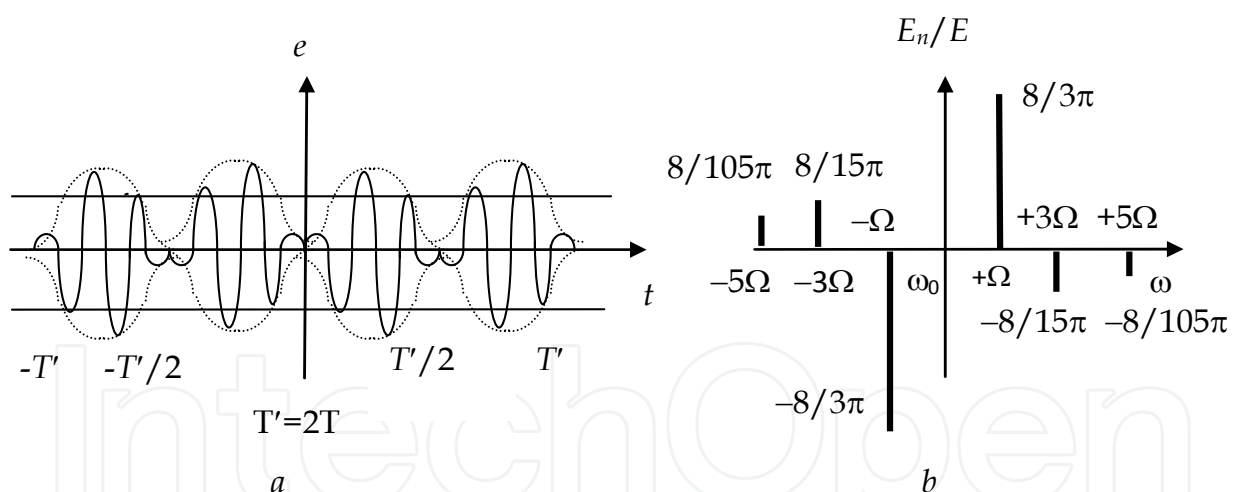 e
t
-T′
-T′/2
T′/2
T′
T′=2T
a
Eₙ/E
8/3π
8/105π
8/15π
−Ω
+3Ω
+5Ω
−5Ω
−3Ω
ω₀
+Ω
ω
−8/15π
−8/105π
−8/3π
b
IntechOpen